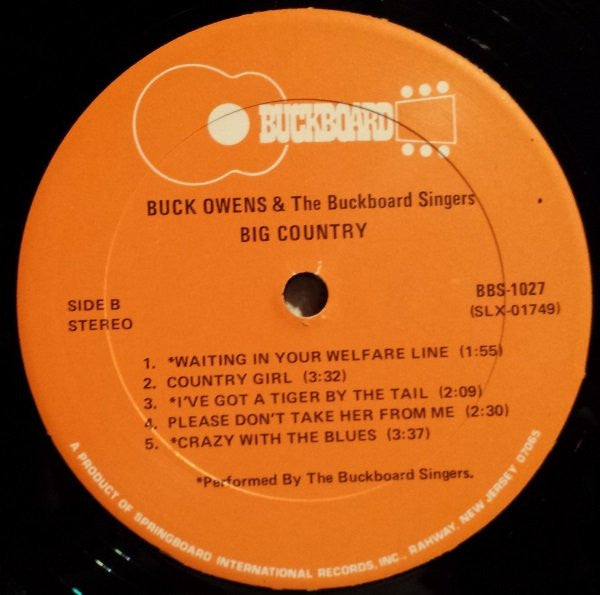 BUCKBOARD
BUCK OWENS & The Buckboard Singers
BIG COUNTRY
SIDE B
STEREO
BBS-1027
(SLX-01749)
1. *WAITING IN YOUR WELFARE LINE (1:55)
2. COUNTRY GIRL (3:32)
3. *I'VE GOT A TIGER BY THE TAIL (2:09)
4. PLEASE DON'T TAKE HER FROM ME (2:30)
5. *CRAZY WITH THE BLUES (3:37)
*Performed By The Buckboard Singers.
A PRODUCT OF SPRINGBOARD INTERNATIONAL RECORDS, INC., RAHWAY, NEW JERSEY 07065